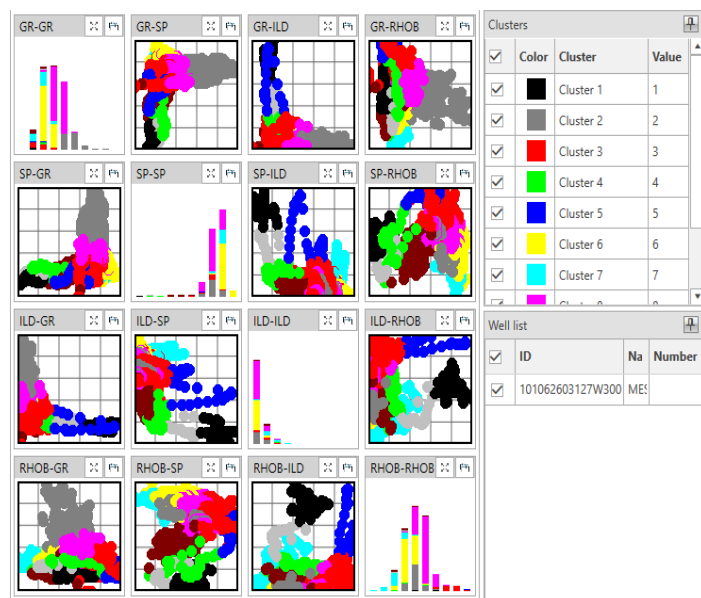 GR-GR
GR-SP
GR-ILD
GR-RHOB
SP-GR
SP-SP
SP-ILD
SP-RHOB
ILD-GR
ILD-SP
ILD-ILD
ILD-RHOB
RHOB-GR
RHOB-SP
RHOB-ILD
RHOB-RHOB
Clusters
Color Cluster Value
Cluster 1 1
Cluster 2 2
Cluster 3 3
Cluster 4 4
Cluster 5 5
Cluster 6 6
Cluster 7 7
Well list
ID Na Number
101062603127W300 MES